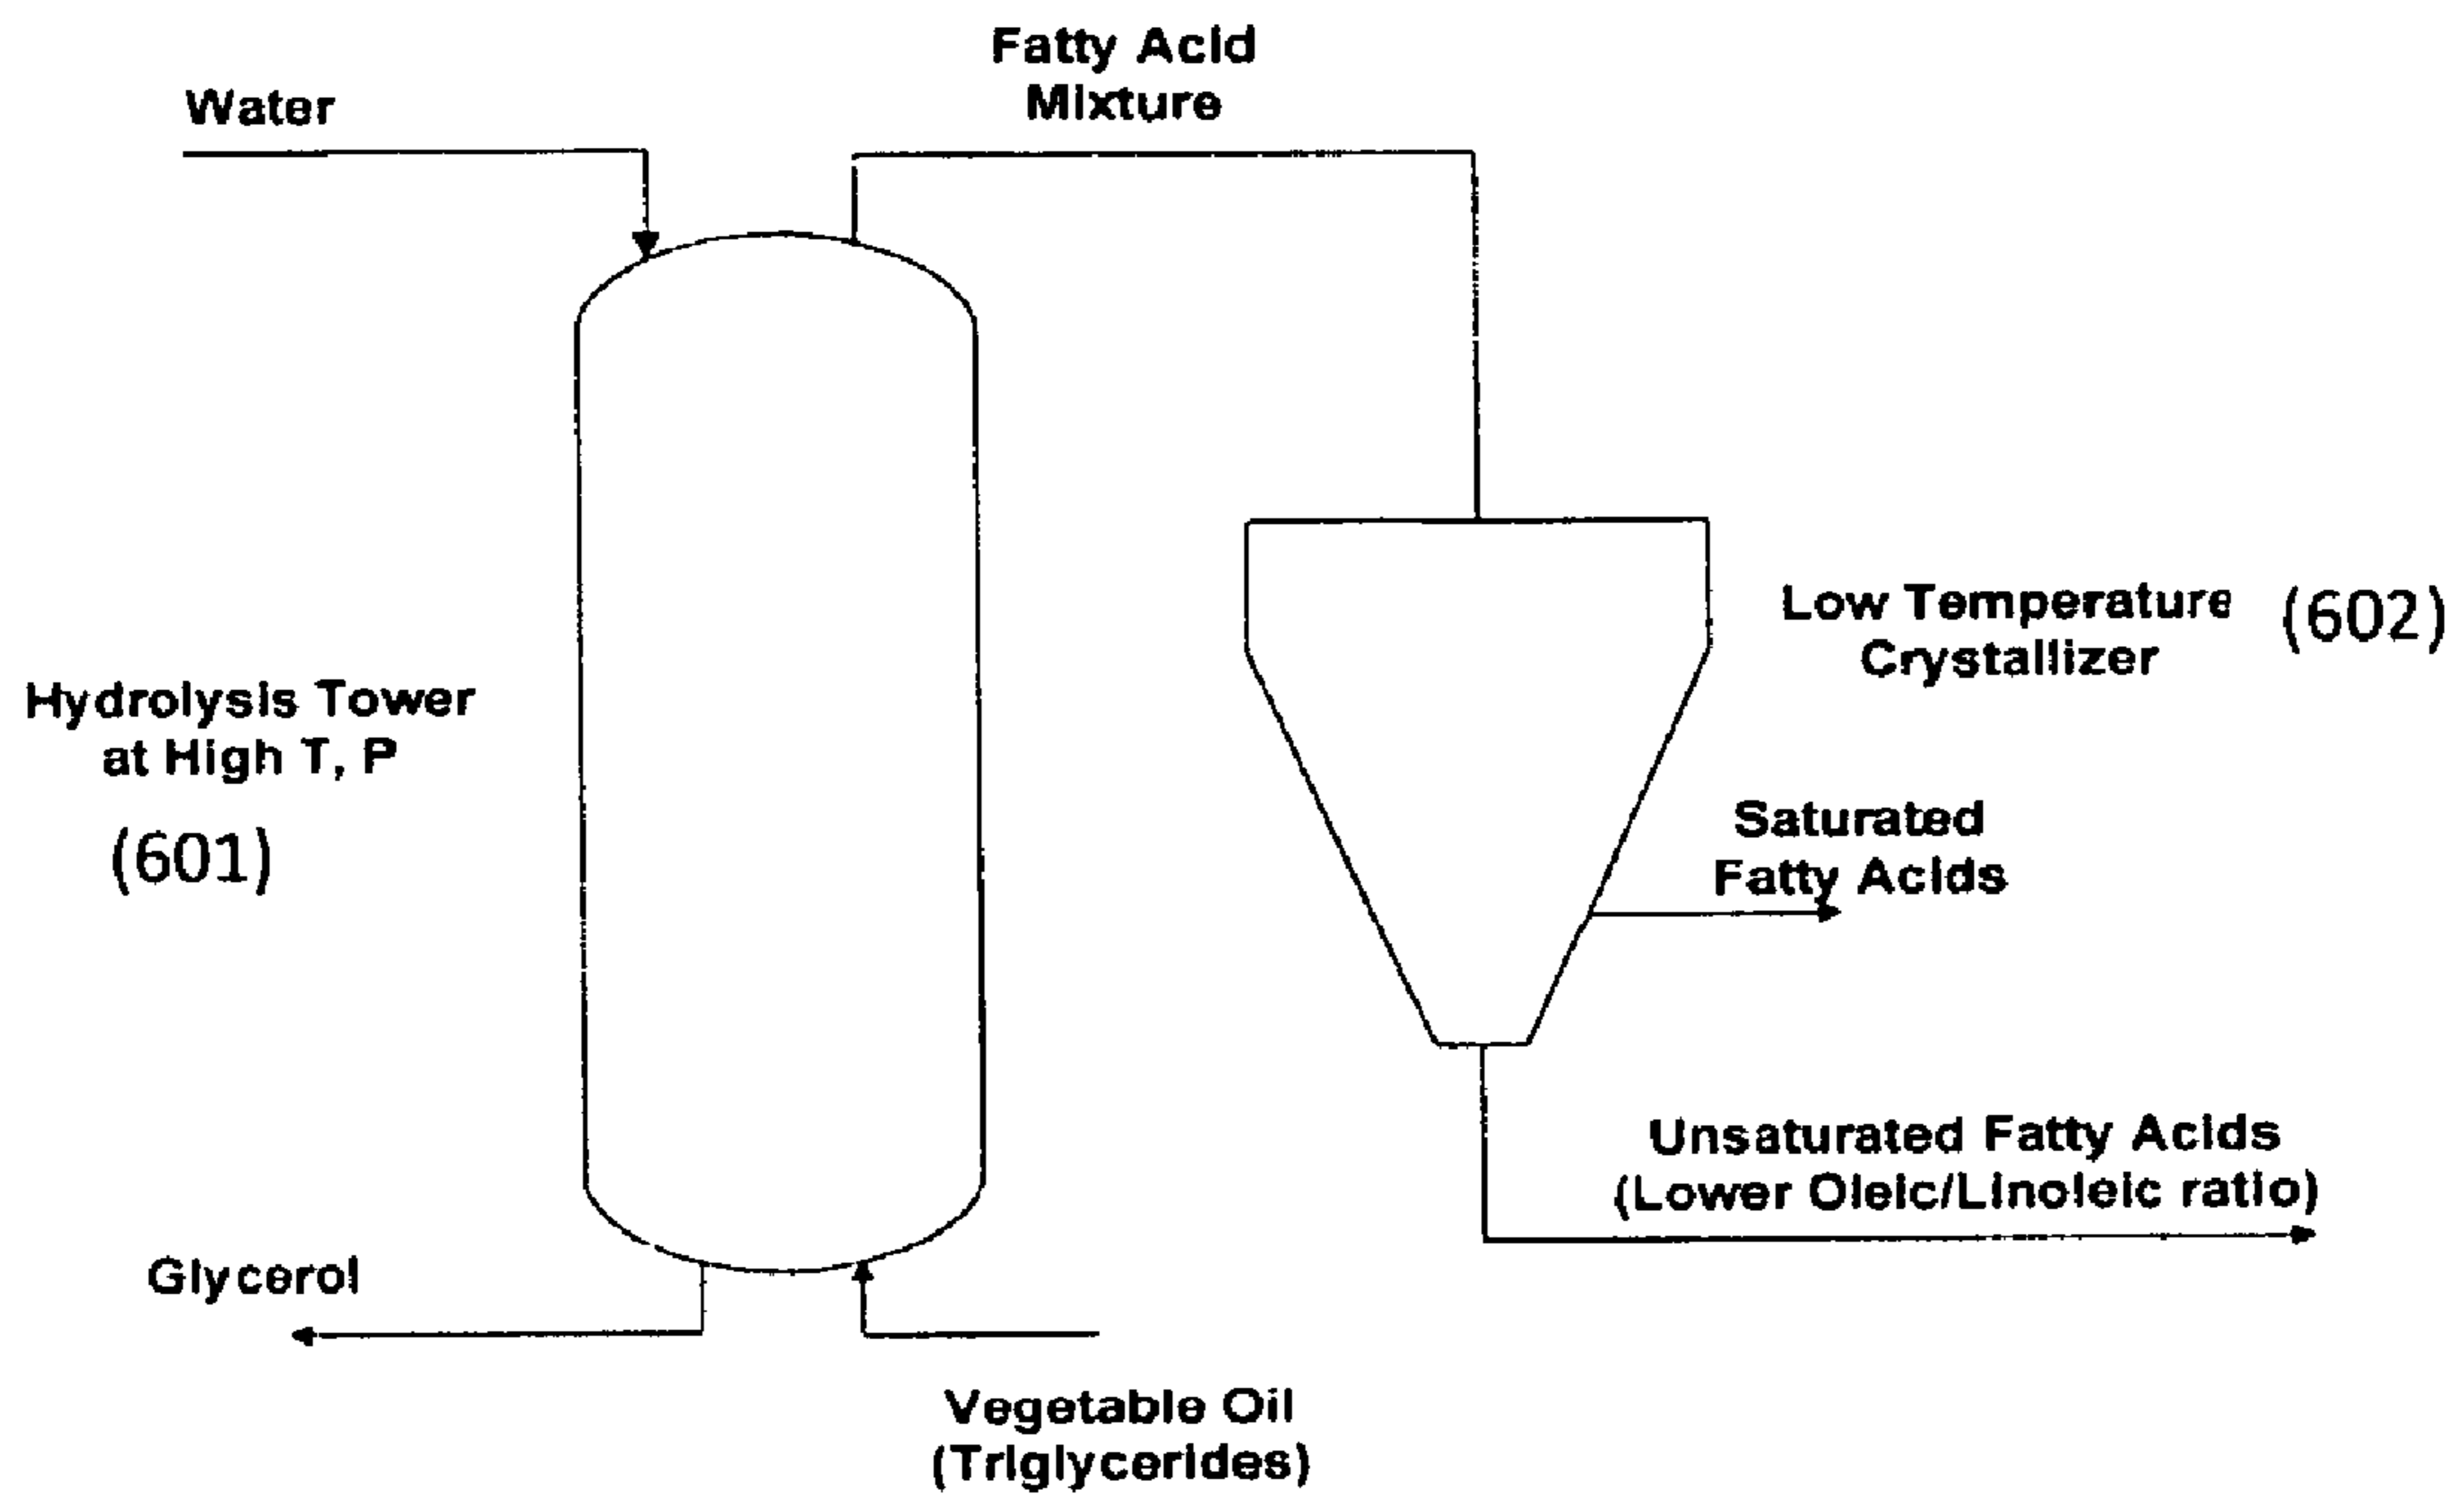 Fatty Acid
Mixture
Water
Low Temperature (602)
Crystallizer
Hydrolysis Tower
at High T, P
(601)
Saturated
Fatty Acids
Unsaturated Fatty Acids
(Lower Oleic/Linoleic ratio)
Glycerol
Vegetable Oil
(Triglycerides)